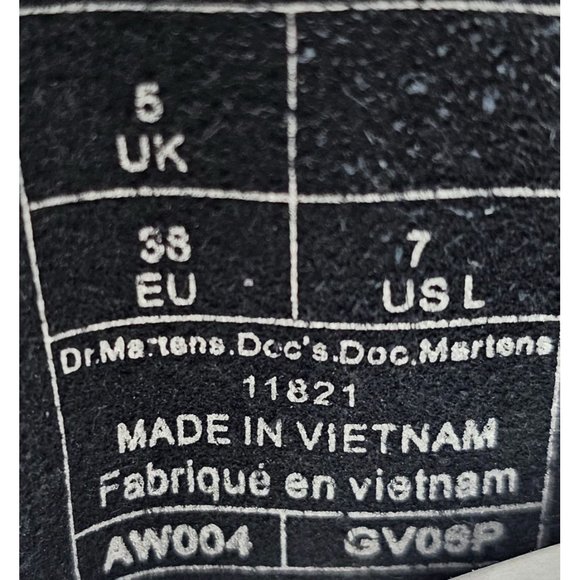 5
UK
38 7
EU US L
Dr.Martens.Doc's.Doc.Martens
11821
MADE IN VIETNAM
Fabriqué en vietnam
AW004 GV06P